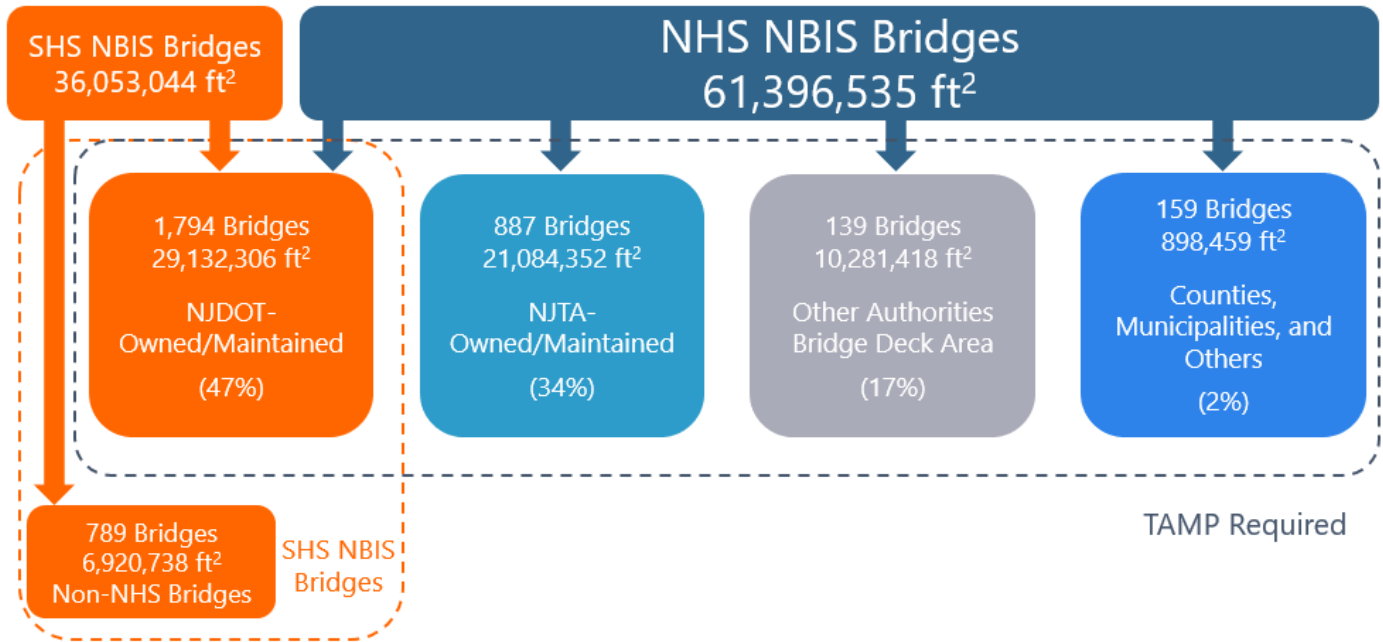 SHS NBIS Bridges
36,053,044 ft²
NHS NBIS Bridges
61,396,535 ft²
1,794 Bridges
29,132,306 ft²
NJDOT-
Owned/Maintained
(47%)
887 Bridges
21,084,352 ft²
NJTA-
Owned/Maintained
(34%)
139 Bridges
10,281,418 ft²
Other Authorities
Bridge Deck Area
(17%)
159 Bridges
898,459 ft²
Counties,
Municipalities, and
Others
(2%)
789 Bridges
6,920,738 ft²
Non-NHS Bridges
SHS NBIS
Bridges
TAMP Required